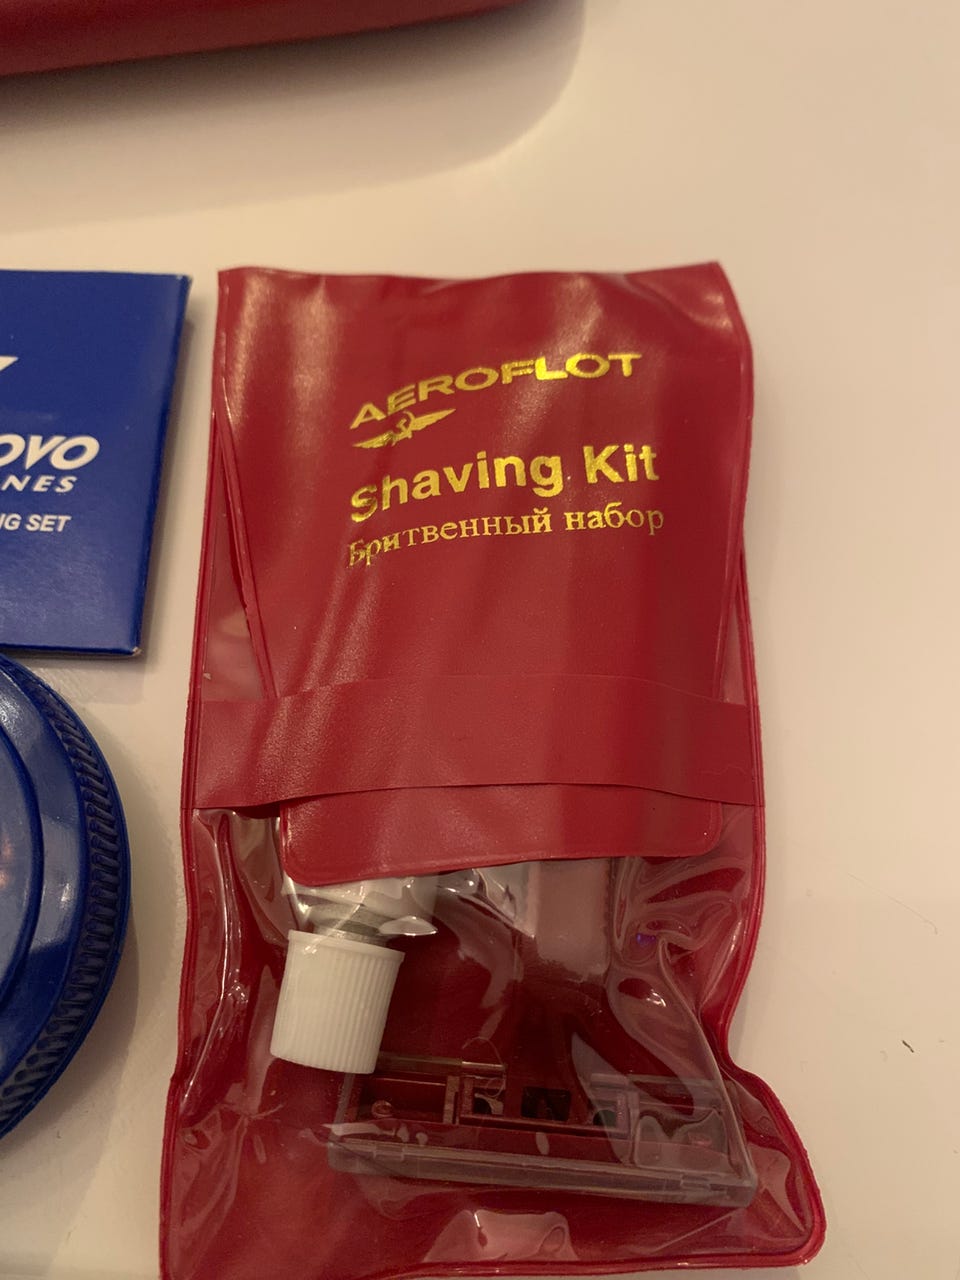 AEROFLOT
Shaving Kit
Бритвенный набор
OVO
NES
G SET